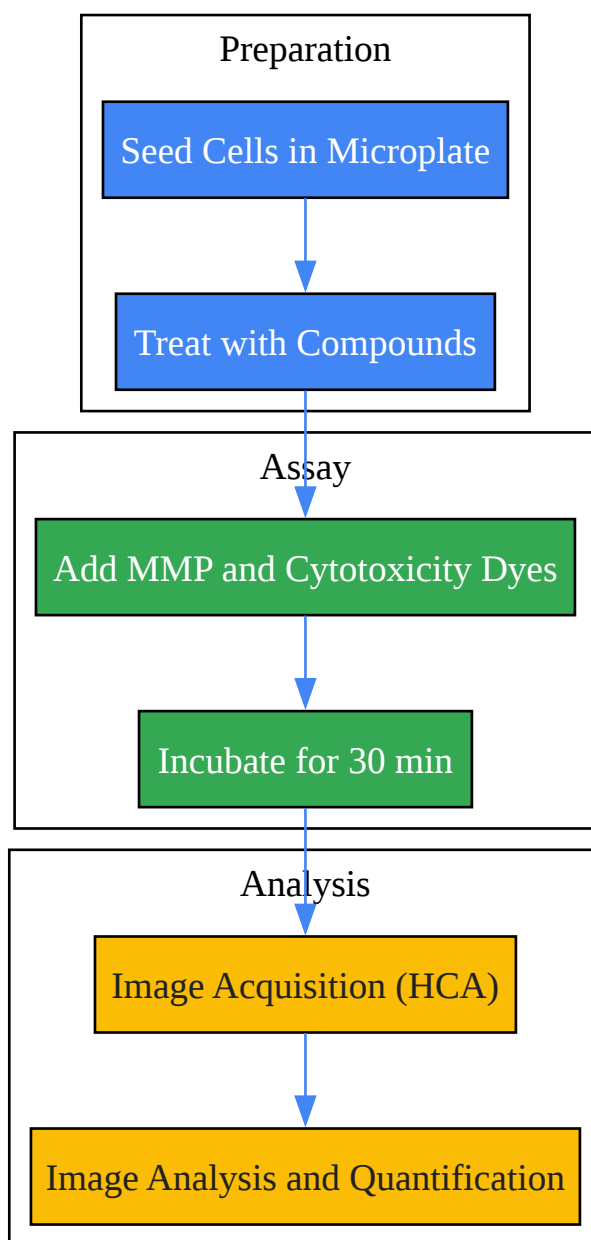 Preparation
Seed Cells in Microplate
Treat with Compounds
Assay
Add MMP and Cytotoxicity Dyes
Incubate for 30 min
Analysis
Image Acquisition (HCA)
Image Analysis and Quantification